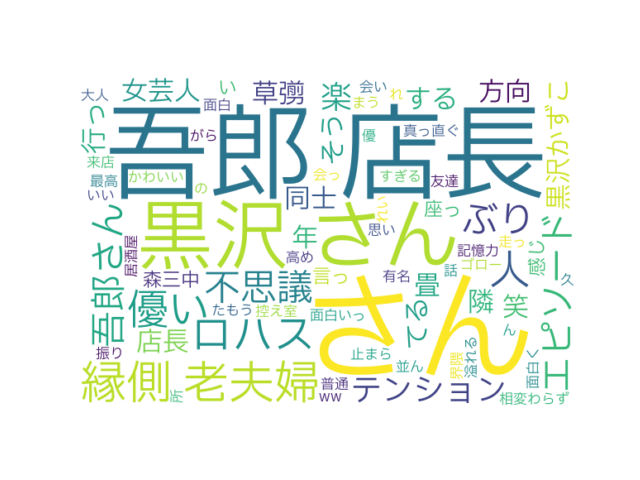 大人
女芸人
い
草彅
楽
する
会い
まう
れ
方向
面白
行っ
がら
吾郎
店長
そう
優
真っ直ぐ
黒沢かずこ
来店
かわいい
の
会っ
すぎる
友達
最高
いい
同士
れい
座っ
ぶり
黒沢
さん
年
思い
吾郎さん
居酒屋
高め
言っ
記憶力
走っ
感じ
エピソード
森三中
不思議
さん
畳
有名
ゴロー
話
人
久
優い
たもう
控え室
面白いっ
てる
隣
笑
ん
店長
ロハス
振り
止まら
並ん
界隈
溢れる
面白く
縁側
老夫婦
所
普通
ww
テンション
相変わらず